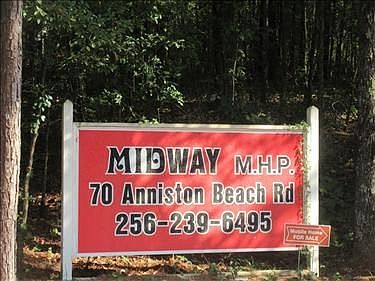 MIDWAY M.H.P.
70 Anniston Beach Rd
256-239-6495
Mobile Home
FOR SALE